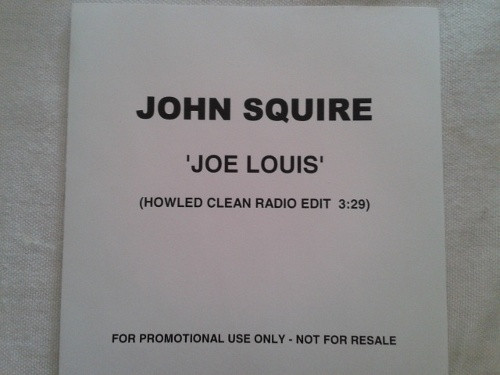 JOHN SQUIRE
'JOE LOUIS'
(HOWLED CLEAN RADIO EDIT 3:29)
FOR PROMOTIONAL USE ONLY - NOT FOR RESALE